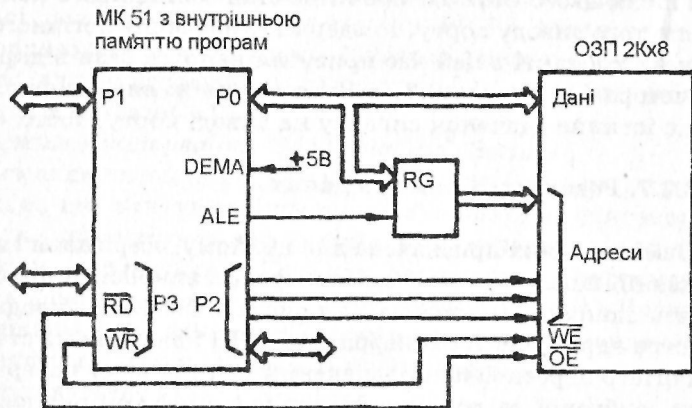 МК 51 з внутрішньою
памяттю програм
ОЗП 2Кх8
P1
P0
Дані
DEMA
+5В
RG
ALE
Адреси
RD
P3
P2
WR
WE
OE